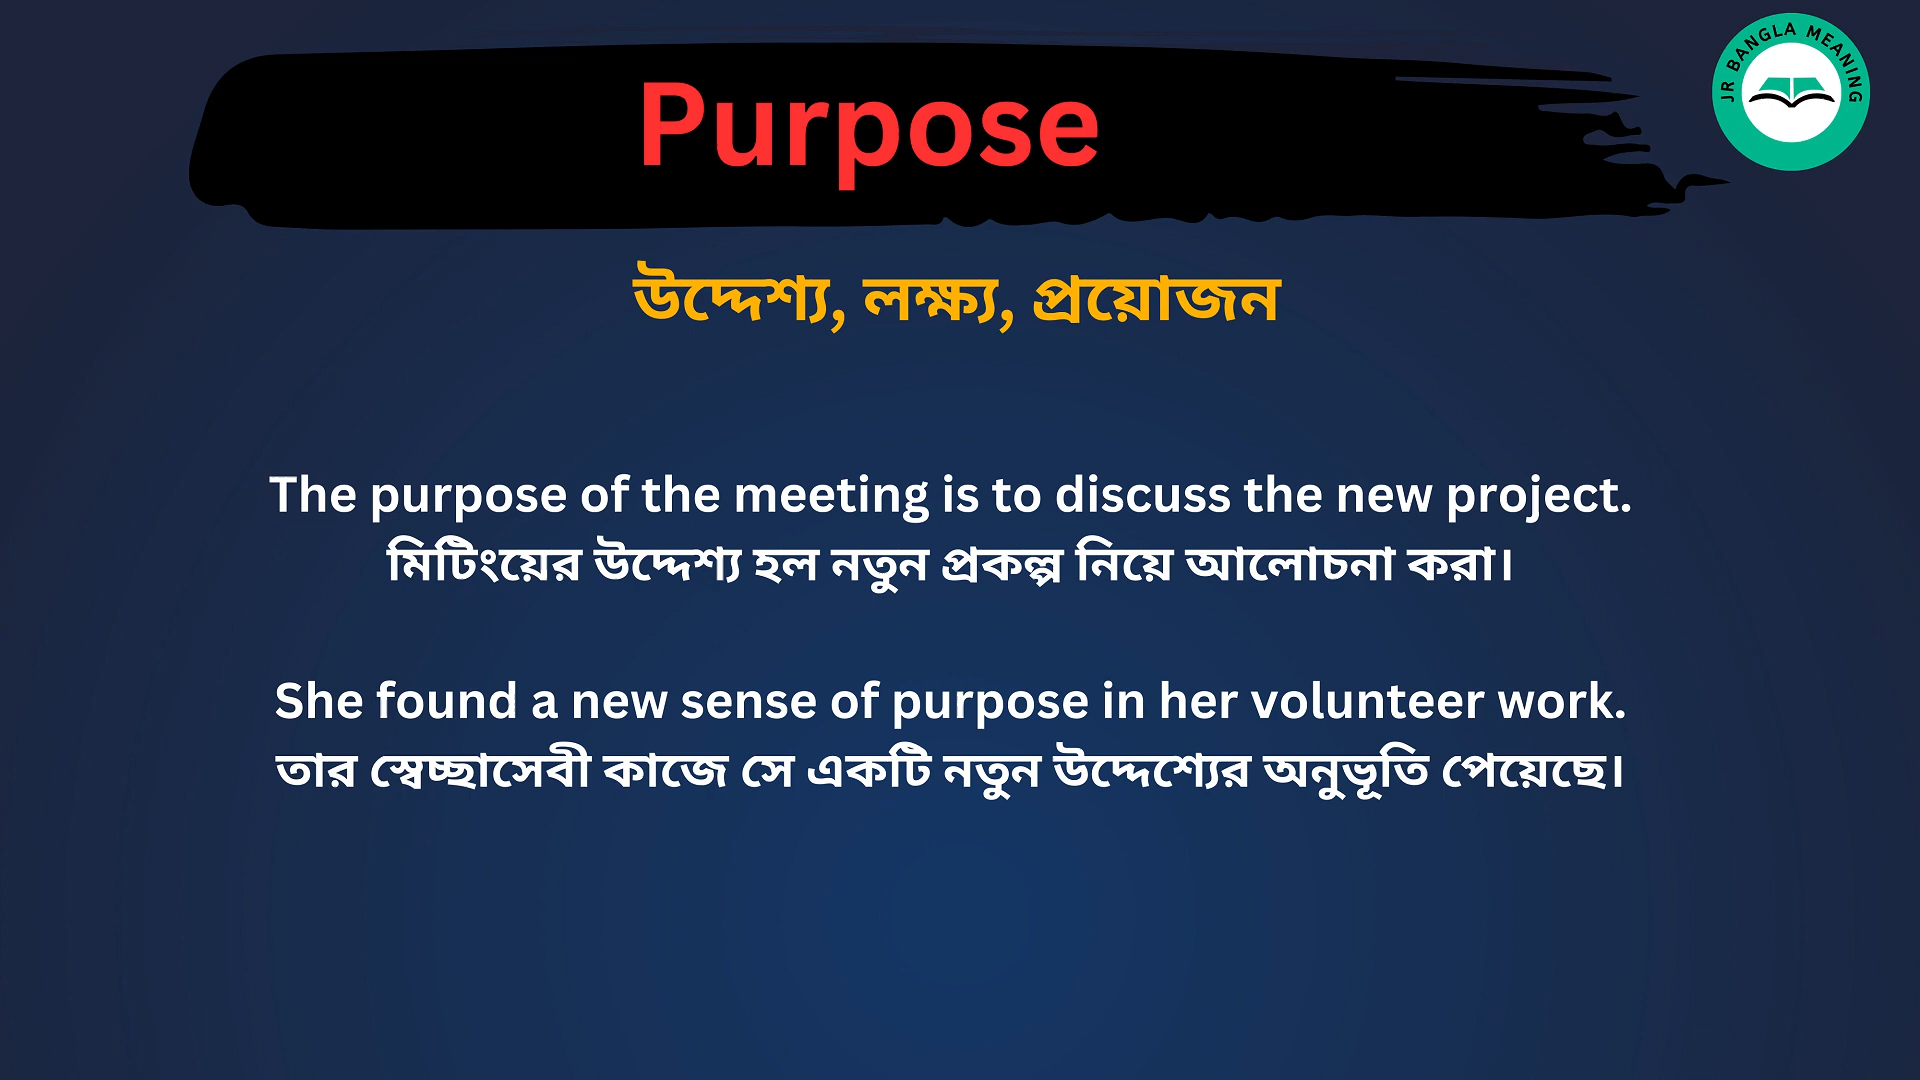 JR BANGLA MEANING
Purpose
উদ্দেশ্য, লক্ষ্য, প্রয়োজন
The purpose of the meeting is to discuss the new project.
মিটিংয়ের উদ্দেশ্য হল নতুন প্রকল্প নিয়ে আলোচনা করা।
She found a new sense of purpose in her volunteer work.
তার স্বেচ্ছাসেবী কাজে সে একটি নতুন উদ্দেশ্যের অনুভূতি পেয়েছে।